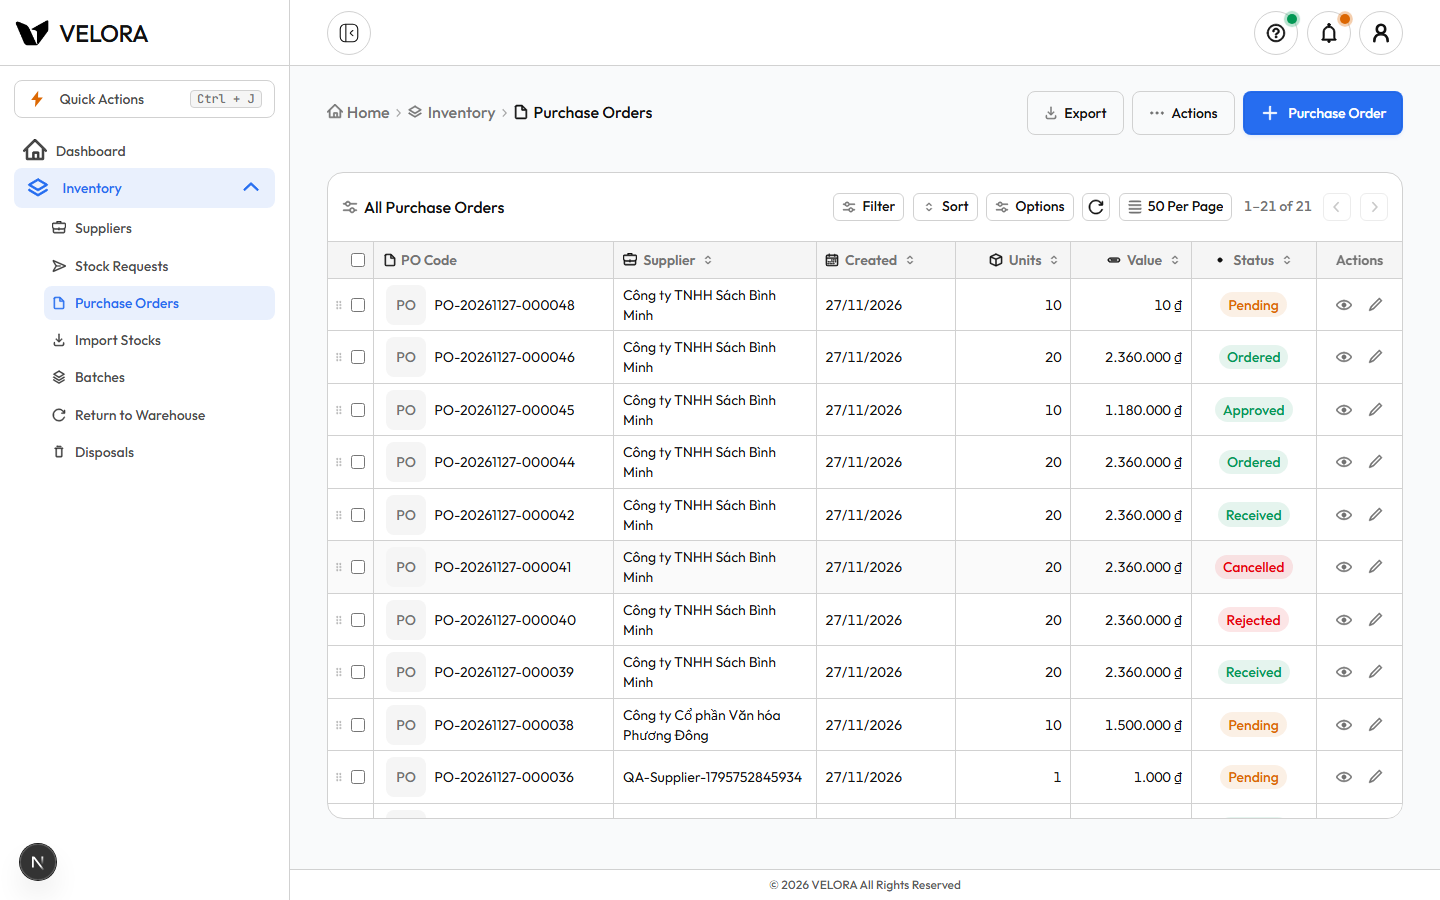 VELORA
Quick Actions Ctrl + J
Dashboard
Inventory
Suppliers
Stock Requests
Purchase Orders
Import Stocks
Batches
Return to Warehouse
Disposals
N
Home › Inventory › Purchase Orders
Export
Actions
Purchase Order
All Purchase Orders
Filter
Sort
Options
50 Per Page
1–21 of 21
PO Code Supplier Created Units Value Status Actions
PO PO-20261127-000048 Công ty TNHH Sách Bình
Minh
27/11/2026 10 10 ₫ Pending
PO PO-20261127-000046 Công ty TNHH Sách Bình
Minh
27/11/2026 20 2.360.000 ₫ Ordered
PO PO-20261127-000045 Công ty TNHH Sách Bình
Minh
27/11/2026 10 1.180.000 ₫ Approved
PO PO-20261127-000044 Công ty TNHH Sách Bình
Minh
27/11/2026 20 2.360.000 ₫ Ordered
PO PO-20261127-000042 Công ty TNHH Sách Bình
Minh
27/11/2026 20 2.360.000 ₫ Received
PO PO-20261127-000041 Công ty TNHH Sách Bình
Minh
27/11/2026 20 2.360.000 ₫ Cancelled
PO PO-20261127-000040 Công ty TNHH Sách Bình
Minh
27/11/2026 20 2.360.000 ₫ Rejected
PO PO-20261127-000039 Công ty TNHH Sách Bình
Minh
27/11/2026 20 2.360.000 ₫ Received
PO PO-20261127-000038 Công ty Cổ phần Văn hóa
Phương Đông
27/11/2026 10 1.500.000 ₫ Pending
PO PO-20261127-000036 QA-Supplier-1795752845934 27/11/2026 1 1.000 ₫ Pending
© 2026 VELORA All Rights Reserved